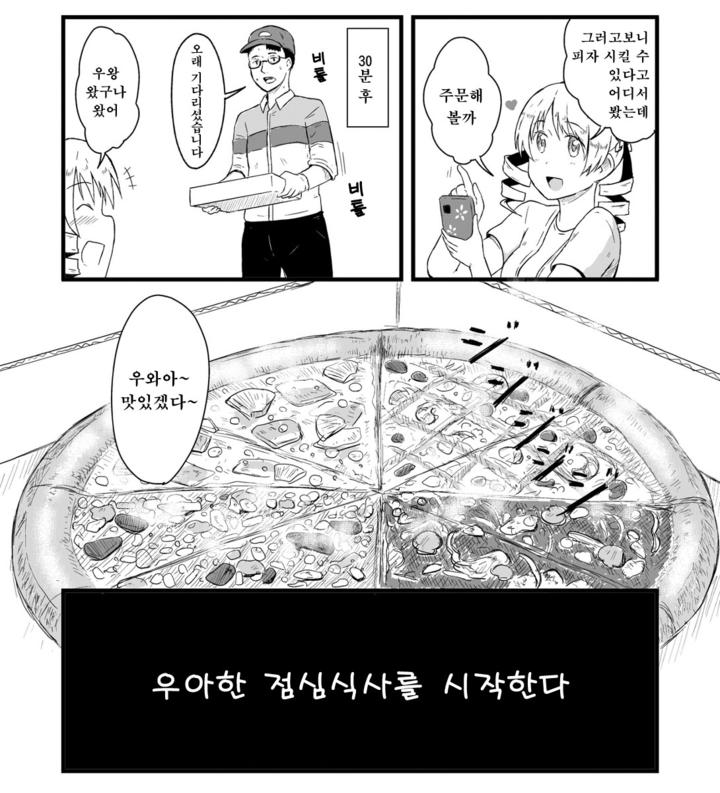 그러고보니
피자 시킬 수
있다고
어디서
봤는데
주문해
볼까
30
분
후
오래 기다리셨습니다
비틀
비틀
우왕
왔구나
왔어
우와아~
맛있겠다~
우아한 점심식사를 시작한다